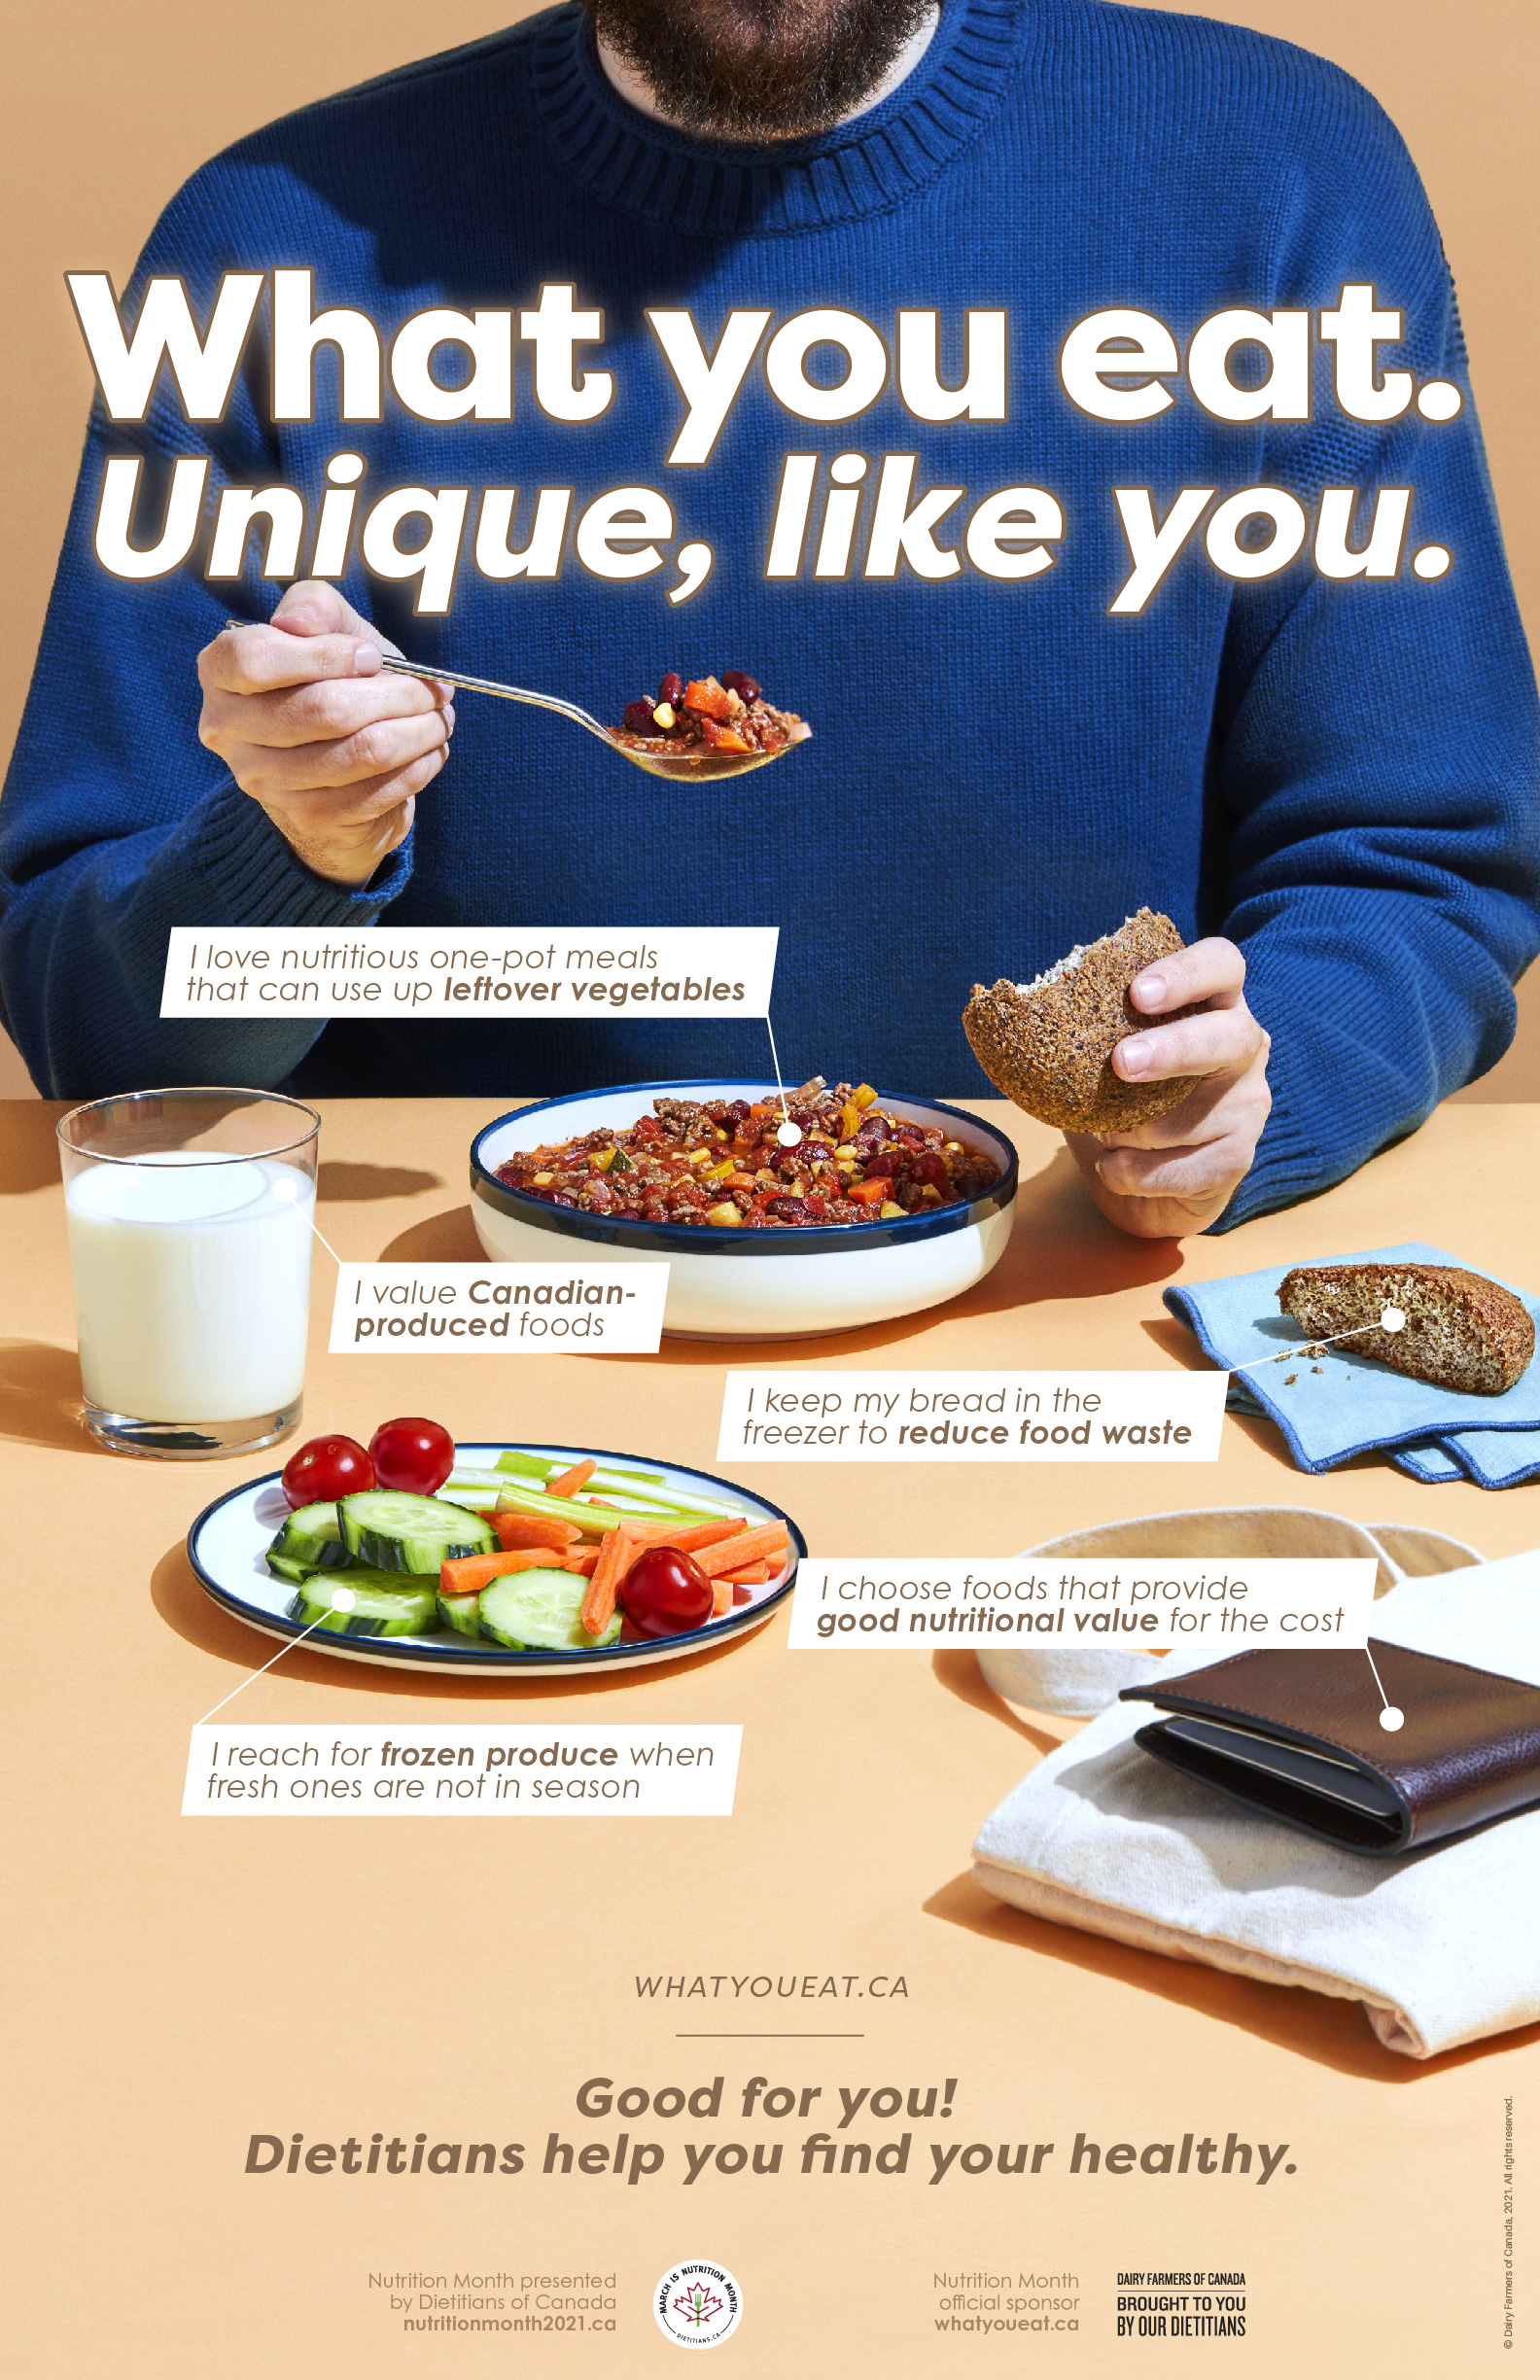 What you eat.
Unique, like you.
I love nutritious one-pot meals
that can use up leftover vegetables
I value Canadian-
produced foods
I keep my bread in the
freezer to reduce food waste
I choose foods that provide
good nutritional value for the cost
I reach for frozen produce when
fresh ones are not in season
WHATYOUEAT.CA
Good for you!
Dietitians help you find your healthy.
Nutrition Month presented
by Dietitians of Canada
nutritionmonth2021.ca
MARCH IS NUTRITION MONTH
DIETITIANS.CA
Nutrition Month
official sponsor
whatyoueat.ca
DAIRY FARMERS OF CANADA
BROUGHT TO YOU
BY OUR DIETITIANS
© Dairy Farmers of Canada, 2021. All rights reserved.